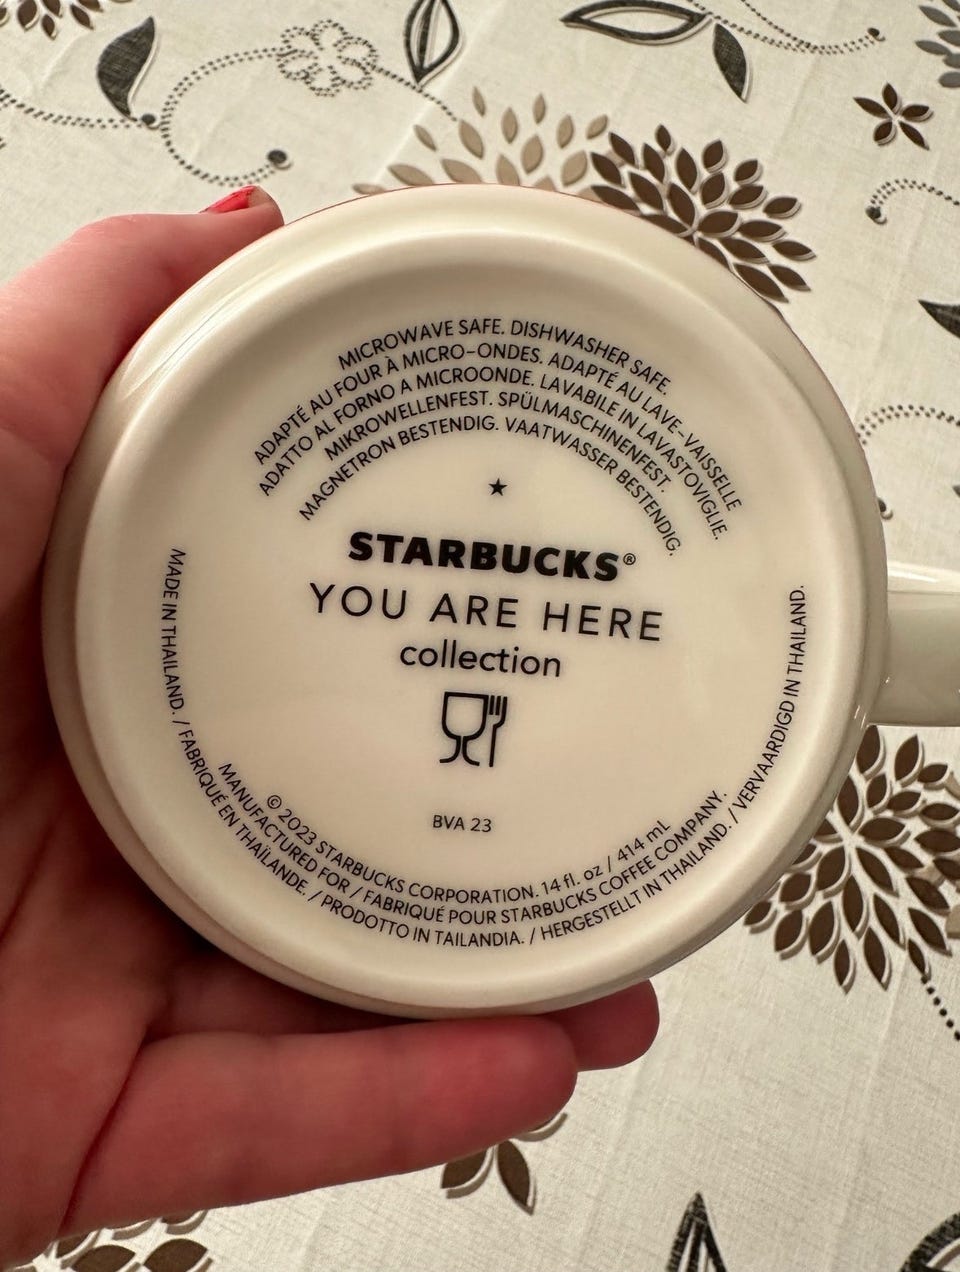 MICROWAVE SAFE. DISHWASHER SAFE.
ADAPTÉ AU FOUR À MICRO-ONDES. ADAPTÉ AU LAVE-VAISSELLE
ADATTO AL FORNO A MICROONDE. LAVABILE IN LAVASTOVIGLIE.
MIKROWELLENFEST. SPÜLMASCHINENFEST.
MAGNETRON BESTENDIG. VAATWASSER BESTENDIG.
STARBUCKS®
YOU ARE HERE
collection
BVA 23
© 2023 STARBUCKS CORPORATION. 14 fl. oz / 414 mL
MANUFACTURED FOR / FABRIQUÉ POUR STARBUCKS COFFEE COMPANY.
MADE IN THAILAND. / FABRIQUÉ EN THAÏLANDE. / PRODOTTO IN TAILANDIA. / HERGESTELLT IN THAILAND. / VERVAARDIGD IN THAILAND.